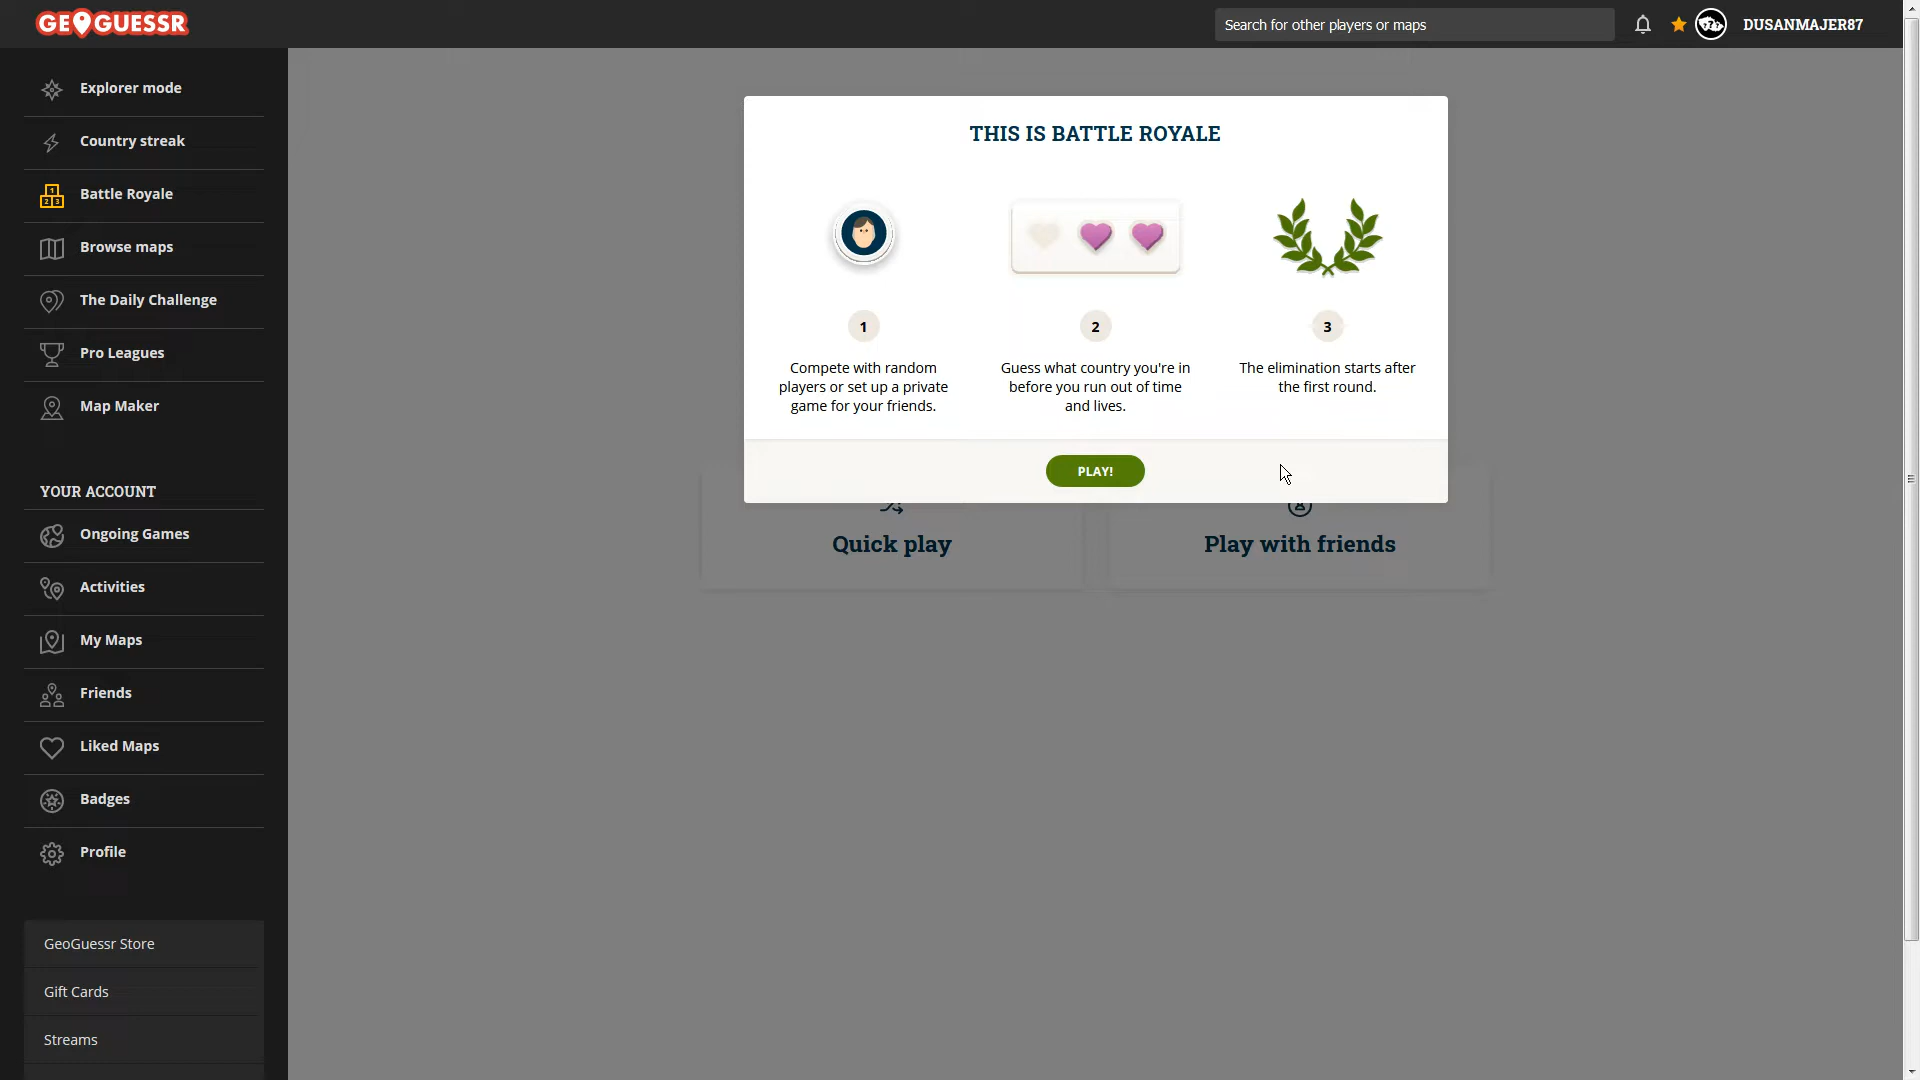 GEOGUESSR
Search for other players or maps
DUSANMAJER87
Explorer mode
Country streak
Battle Royale
Browse maps
The Daily Challenge
Pro Leagues
Map Maker
YOUR ACCOUNT
Ongoing Games
Activities
My Maps
Friends
Liked Maps
Badges
Profile
GeoGuessr Store
Gift Cards
Streams
THIS IS BATTLE ROYALE
1
Compete with random
players or set up a private
game for your friends.
2
Guess what country you're in
before you run out of time
and lives.
3
The elimination starts after
the first round.
PLAY!
Quick play
Play with friends